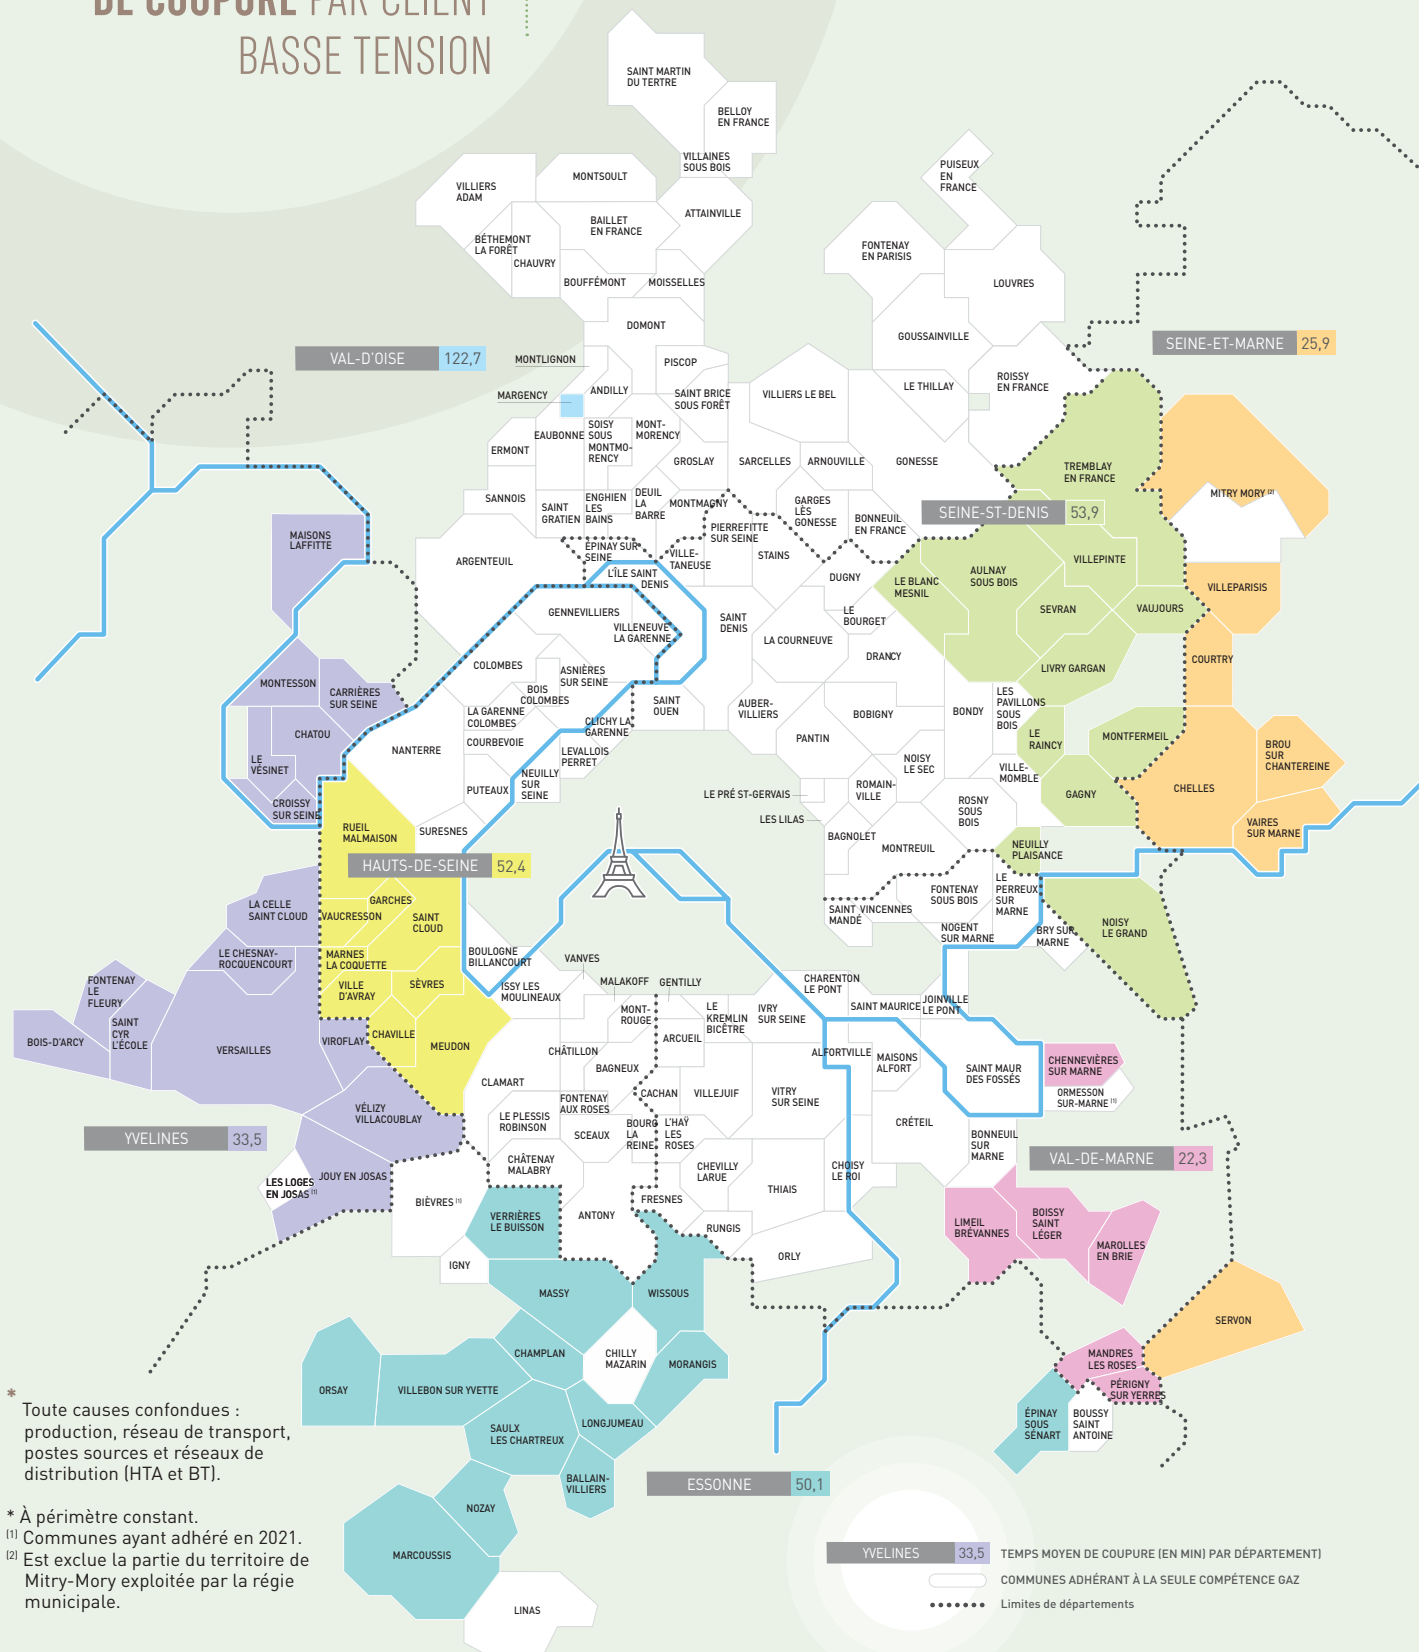 DE COUPURE PAR CLIENT
BASSE TENSION
SAINT MARTIN
DU TERTRE
BELLOY
EN FRANCE
VILLAINES
SOUS BOIS
VILLIERS
ADAM
MONTSOULT
ATTAINVILLE
BAILLET
EN FRANCE
BÉTHEMONT
LA FORÊT
CHAUVRY
BOUFFÉMONT
MOISSELLES
PUISEUX
EN
FRANCE
FONTENAY
EN PARISIS
LOUVRES
DOMONT
GOUSSAINVILLE
VAL-D'OISE 122,7
MONTLIGNON
PISCOP
SEINE-ET-MARNE 25,9
MARGENCY
ANDILLY
SAINT BRICE
SOUS FORÊT
VILLIERS LE BEL
LE THILLAY
ROISSY
EN FRANCE
EAUBONNE
SOISY
SOUS
MONTMO-
RENCY
MONT-
MORENCY
ERMONT
GROSLAY
SARCELLES
ARNOUVILLE
GONESSE
TREMBLAY
EN FRANCE
MITRY MORY (2)
SANNOIS
SAINT
GRATIEN
ENGHIEN
LES
BAINS
DEUIL
LA
BARRE
MONTMAGNY
GARGES
LÈS
GONESSE
BONNEUIL
EN FRANCE
SEINE-ST-DENIS 53,9
MAISONS
LAFFITTE
ARGENTEUIL
ÉPINAY SUR
SEINE
VILLE-
TANEUSE
PIERREFITTE
SUR SEINE
STAINS
L'ÎLE SAINT
DENIS
DUGNY
LE BLANC
MESNIL
AULNAY
SOUS BOIS
VILLEPINTE
VILLEPARISIS
GENNEVILLIERS
VILLENEUVE
LA GARENNE
SAINT
DENIS
LE
BOURGET
SEVRAN
VAUJOURS
LA COURNEUVE
DRANCY
COURTRY
COLOMBES
ASNIÈRES
SUR SEINE
LIVRY GARGAN
MONTESSON
CARRIÈRES
SUR SEINE
BOIS
COLOMBES
SAINT
OUEN
AUBER-
VILLIERS
BOBIGNY
BONDY
LES
PAVILLONS
SOUS
BOIS
LA GARENNE
COLOMBES
CLICHY LA
GARENNE
CHATOU
NANTERRE
COURBEVOIE
LEVALLOIS
PERRET
PANTIN
LE
RAINCY
MONTFERMEIL
BROU
SUR
CHANTEREINE
LE
VÉSINET
NOISY
LE SEC
VILLE-
MOMBLE
PUTEAUX
NEUILLY
SUR
SEINE
LE PRÉ ST-GERVAIS
ROMAIN-
VILLE
GAGNY
CHELLES
CROISSY
SUR SEINE
ROSNY
SOUS
BOIS
LES LILAS
RUEIL
MALMAISON
SURESNES
BAGNOLET
VAIRES
SUR MARNE
MONTREUIL
NEUILLY
PLAISANCE
HAUTS-DE-SEINE 52,4
LE
PERREUX
SUR
MARNE
FONTENAY
SOUS BOIS
GARCHES
LA CELLE
SAINT CLOUD
VAUCRESSON
SAINT
CLOUD
SAINT
MANDÉ
VINCENNES
NOISY
LE GRAND
NOGENT
SUR MARNE
BRY SUR
MARNE
LE CHESNAY-
ROCQUENCOURT
MARNES
LA COQUETTE
BOULOGNE
BILLANCOURT
VANVES
FONTENAY
LE
FLEURY
VILLE
D'AVRAY
SÈVRES
ISSY LES
MOULINEAUX
MALAKOFF
GENTILLY
CHARENTON
LE PONT
SAINT MAURICE
JOINVILLE
LE PONT
MONT-
ROUGE
LE
KREMLIN
BICÊTRE
IVRY
SUR SEINE
SAINT
CYR
L'ÉCOLE
BOIS-D'ARCY
VERSAILLES
VIROFLAY
CHAVILLE
MEUDON
ARCUEIL
CHÂTILLON
ALFORTVILLE
MAISONS
ALFORT
CHENNEVIÈRES
SUR MARNE
BAGNEUX
SAINT MAUR
DES FOSSÉS
CLAMART
CACHAN
VILLEJUIF
VITRY
SUR SEINE
ORMESSON
SUR-MARNE (1)
FONTENAY
AUX ROSES
VÉLIZY
VILLACOUBLAY
LE PLESSIS
ROBINSON
SCEAUX
BOURG
LA
REINE
L'HAŸ
LES
ROSES
CRÉTEIL
YVELINES 33,5
BONNEUIL
SUR
MARNE
VAL-DE-MARNE 22,3
CHÂTENAY
MALABRY
CHEVILLY
LARUE
CHOISY
LE ROI
JOUY EN JOSAS
LES LOGES
EN JOSAS (1)
THIAIS
BIÈVRES (1)
FRESNES
VERRIÈRES
LE BUISSON
ANTONY
RUNGIS
LIMEIL
BRÉVANNES
BOISSY
SAINT
LÉGER
MAROLLES
EN BRIE
IGNY
ORLY
MASSY
WISSOUS
SERVON
CHAMPLAN
CHILLY
MAZARIN
MORANGIS
MANDRES
LES ROSES
ORSAY
VILLEBON SUR YVETTE
PÉRIGNY
SUR YERRES
SAULX
LES CHARTREUX
LONGJUMEAU
ÉPINAY
SOUS
SÉNART
BOUSSY
SAINT
ANTOINE
BALLAIN-
VILLIERS
ESSONNE 50,1
NOZAY
MARCOUSSIS
LINAS
*
Toute causes confondues :
production, réseau de transport,
postes sources et réseaux de
distribution (HTA et BT).
* À périmètre constant.
(1) Communes ayant adhéré en 2021.
(2) Est exclue la partie du territoire de
Mitry-Mory exploitée par la régie
municipale.
YVELINES 33,5 TEMPS MOYEN DE COUPURE (EN MIN) PAR DÉPARTEMENT)
COMMUNES ADHÉRANT À LA SEULE COMPÉTENCE GAZ
Limites de départements